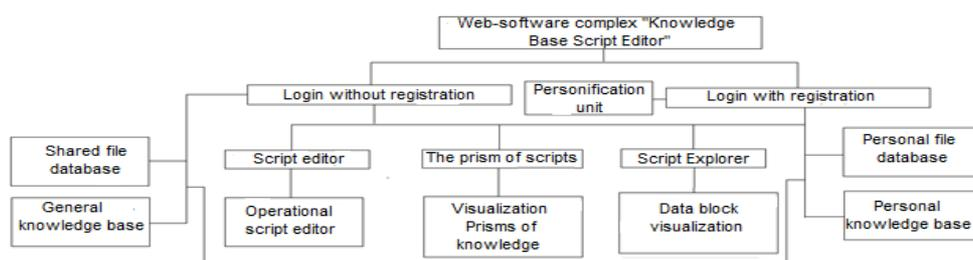 Web-software complex "Knowledge
Base Script Editor"
Login without registration
Personification
unit
Login with registration
Shared file
database
Script editor
The prism of scripts
Script Explorer
Personal file
database
General
knowledge base
Operational
script editor
Visualization
Prisms of
knowledge
Data block
visualization
Personal
knowledge base